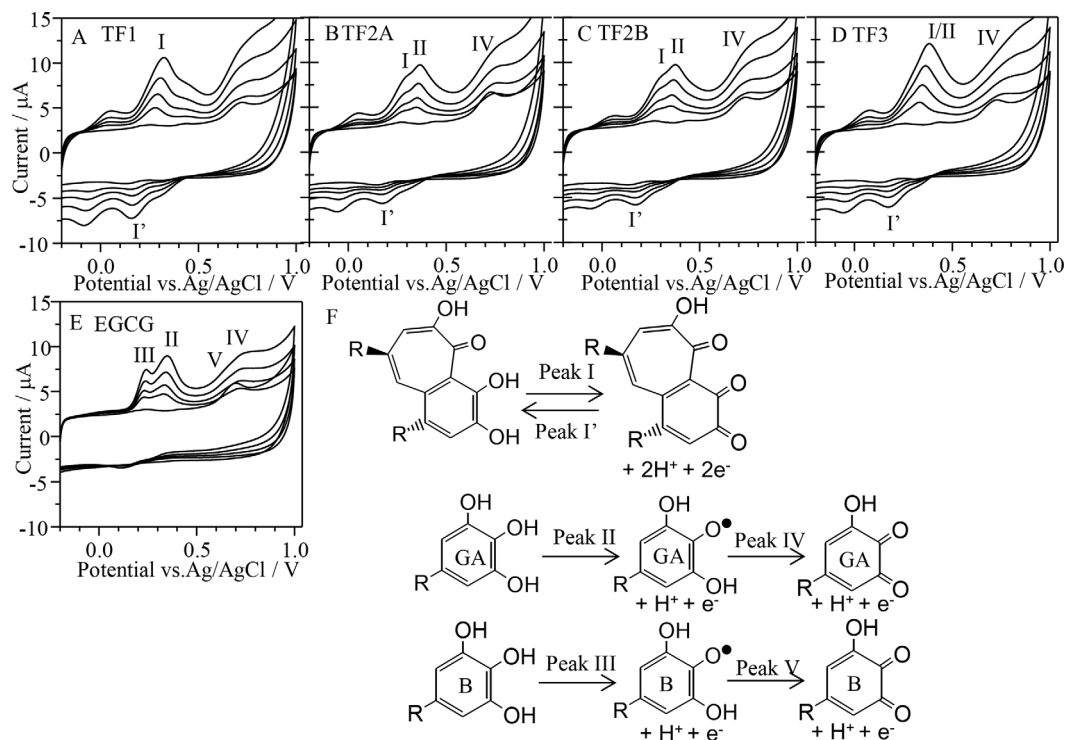 A TF1
I
I'
B TF2A
I
II
IV
I'
C TF2B
I
II
IV
I'
D TF3
I/II
IV
I'
Current / μA
15
10
5
0
-5
-10
0.0 0.5 1.0
Potential vs.Ag/AgCl / V
0.0 0.5 1.0
Potential vs.Ag/AgCl / V
0.0 0.5 1.0
Potential vs.Ag/AgCl / V
0.0 0.5 1.0
Potential vs.Ag/AgCl / V
E EGCG
III
II
V
IV
Current / μA
15
10
5
0
-5
-10
0.0 0.5 1.0
Potential vs.Ag/AgCl / V
F
OH
R
O
OH
R
OH
Peak I
Peak I'
OH
R
O
O
R
O
+ 2H⁺ + 2e⁻
OH
OH
GA
R
OH
Peak II
OH
O●
GA
R
OH
+ H⁺ + e⁻
Peak IV
OH
O
GA
R
O
+ H⁺ + e⁻
OH
OH
B
R
OH
Peak III
OH
O●
B
R
OH
+ H⁺ + e⁻
Peak V
OH
O
B
R
O
+ H⁺ + e⁻